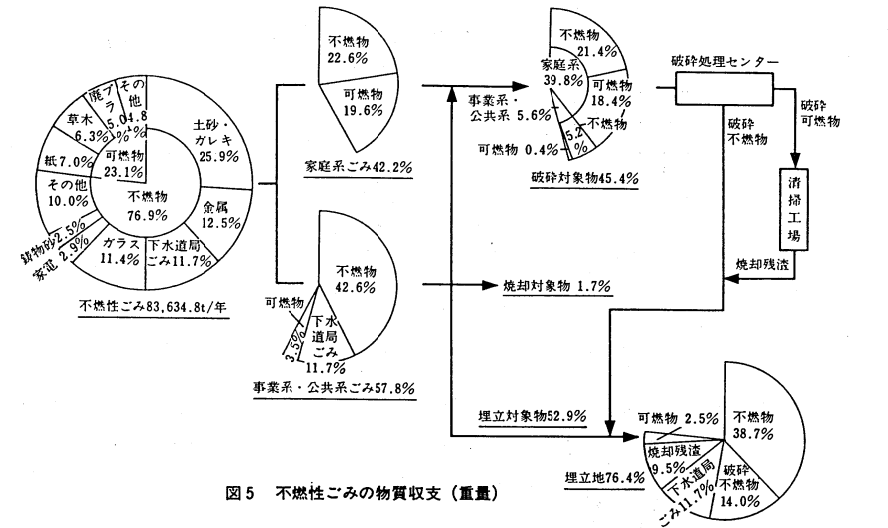 不燃物
22.6%
可燃物
19.6%
家庭系ごみ42.2%
廃プラ
5.0
%
その他
4.8
%
草木
6.3%
紙7.0%
可燃物
23.1%
その他
10.0%
不燃物
76.9%
土砂・
ガレキ
25.9%
金属
12.5%
下水道局
ごみ11.7%
ガラス
11.4%
家電 2.9%
鋳物砂2.5%
不燃性ごみ83,634.8t/年
不燃物
42.6%
可燃物
3.5%
下水
道局
ごみ
11.7%
事業系・公共系ごみ57.8%
不燃物
21.4%
家庭系
39.8%
可燃物
18.4%
事業系・
公共系 5.6%
不燃物
5.2
%
可燃物 0.4%
破砕対象物45.4%
焼却対象物 1.7%
埋立対象物52.9%
破砕処理センター
破砕
不燃物
破砕
可燃物
清掃工場
焼却残渣
可燃物 2.5%
不燃物
38.7%
焼却残渣
9.5%
下水道局
ごみ11.7%
破砕
不燃物
14.0%
埋立地76.4%
図5 不燃性ごみの物質収支（重量）